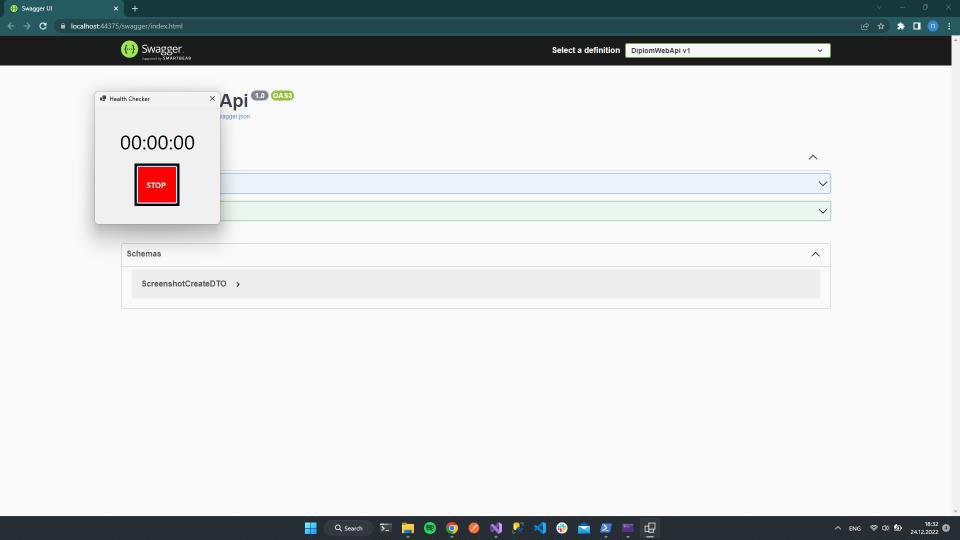 Swagger UI
localhost:44375/swagger/index.html
Swagger.
Supported by SMARTBEAR
Select a definition
DiplomWebApi v1
Health Checker
Api
1.0
OAS3
wagger.json
00:00:00
STOP
Schemas
ScreenshotCreateDTO
Search
ENG
18:32
24.12.2022